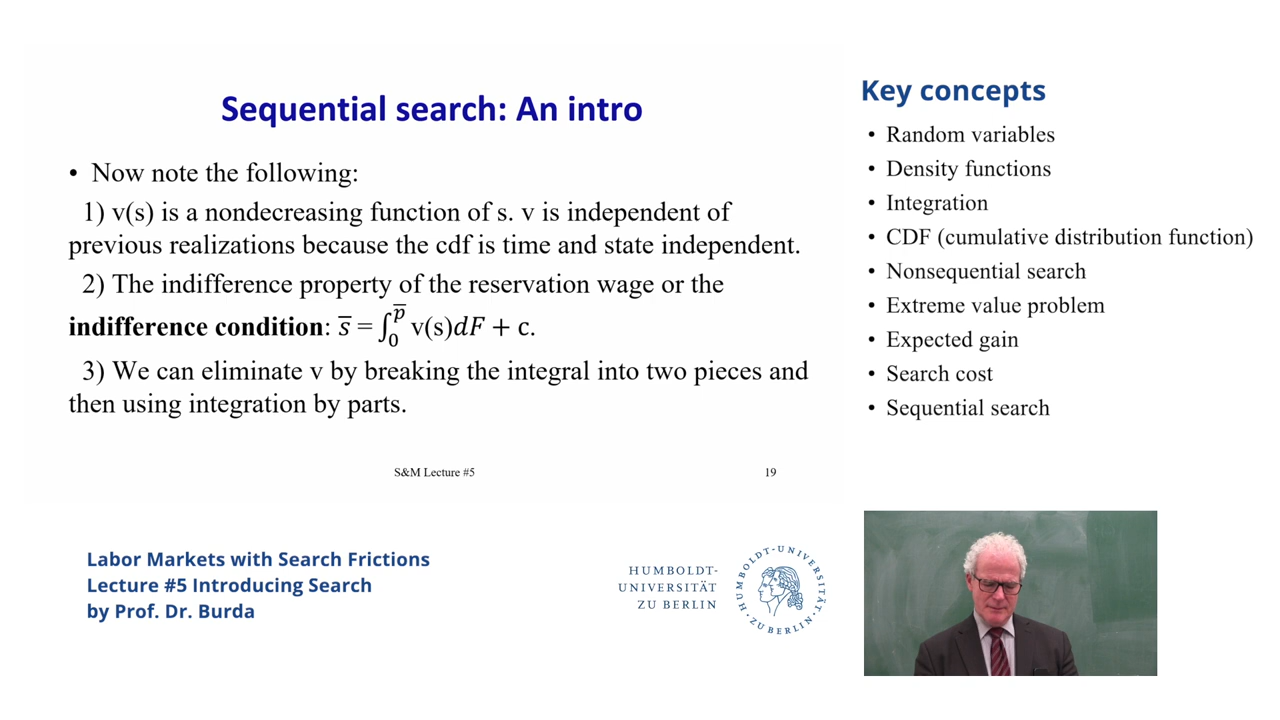 Sequential search: An intro
• Now note the following:
1) v(s) is a nondecreasing function of s. v is independent of
previous realizations because the cdf is time and state independent.
2) The indifference property of the reservation wage or the
indifference condition: s̅ = ∫₀^p̅ v(s)dF + c.
3) We can eliminate v by breaking the integral into two pieces and
then using integration by parts.
S&M Lecture #5
19
Key concepts
• Random variables
• Density functions
• Integration
• CDF (cumulative distribution function)
• Nonsequential search
• Extreme value problem
• Expected gain
• Search cost
• Sequential search
Labor Markets with Search Frictions
Lecture #5 Introducing Search
by Prof. Dr. Burda
HUMBOLDT-
UNIVERSITÄT
ZU BERLIN
HUMBOLDT-UNIVERSITÄT
ZU BERLIN